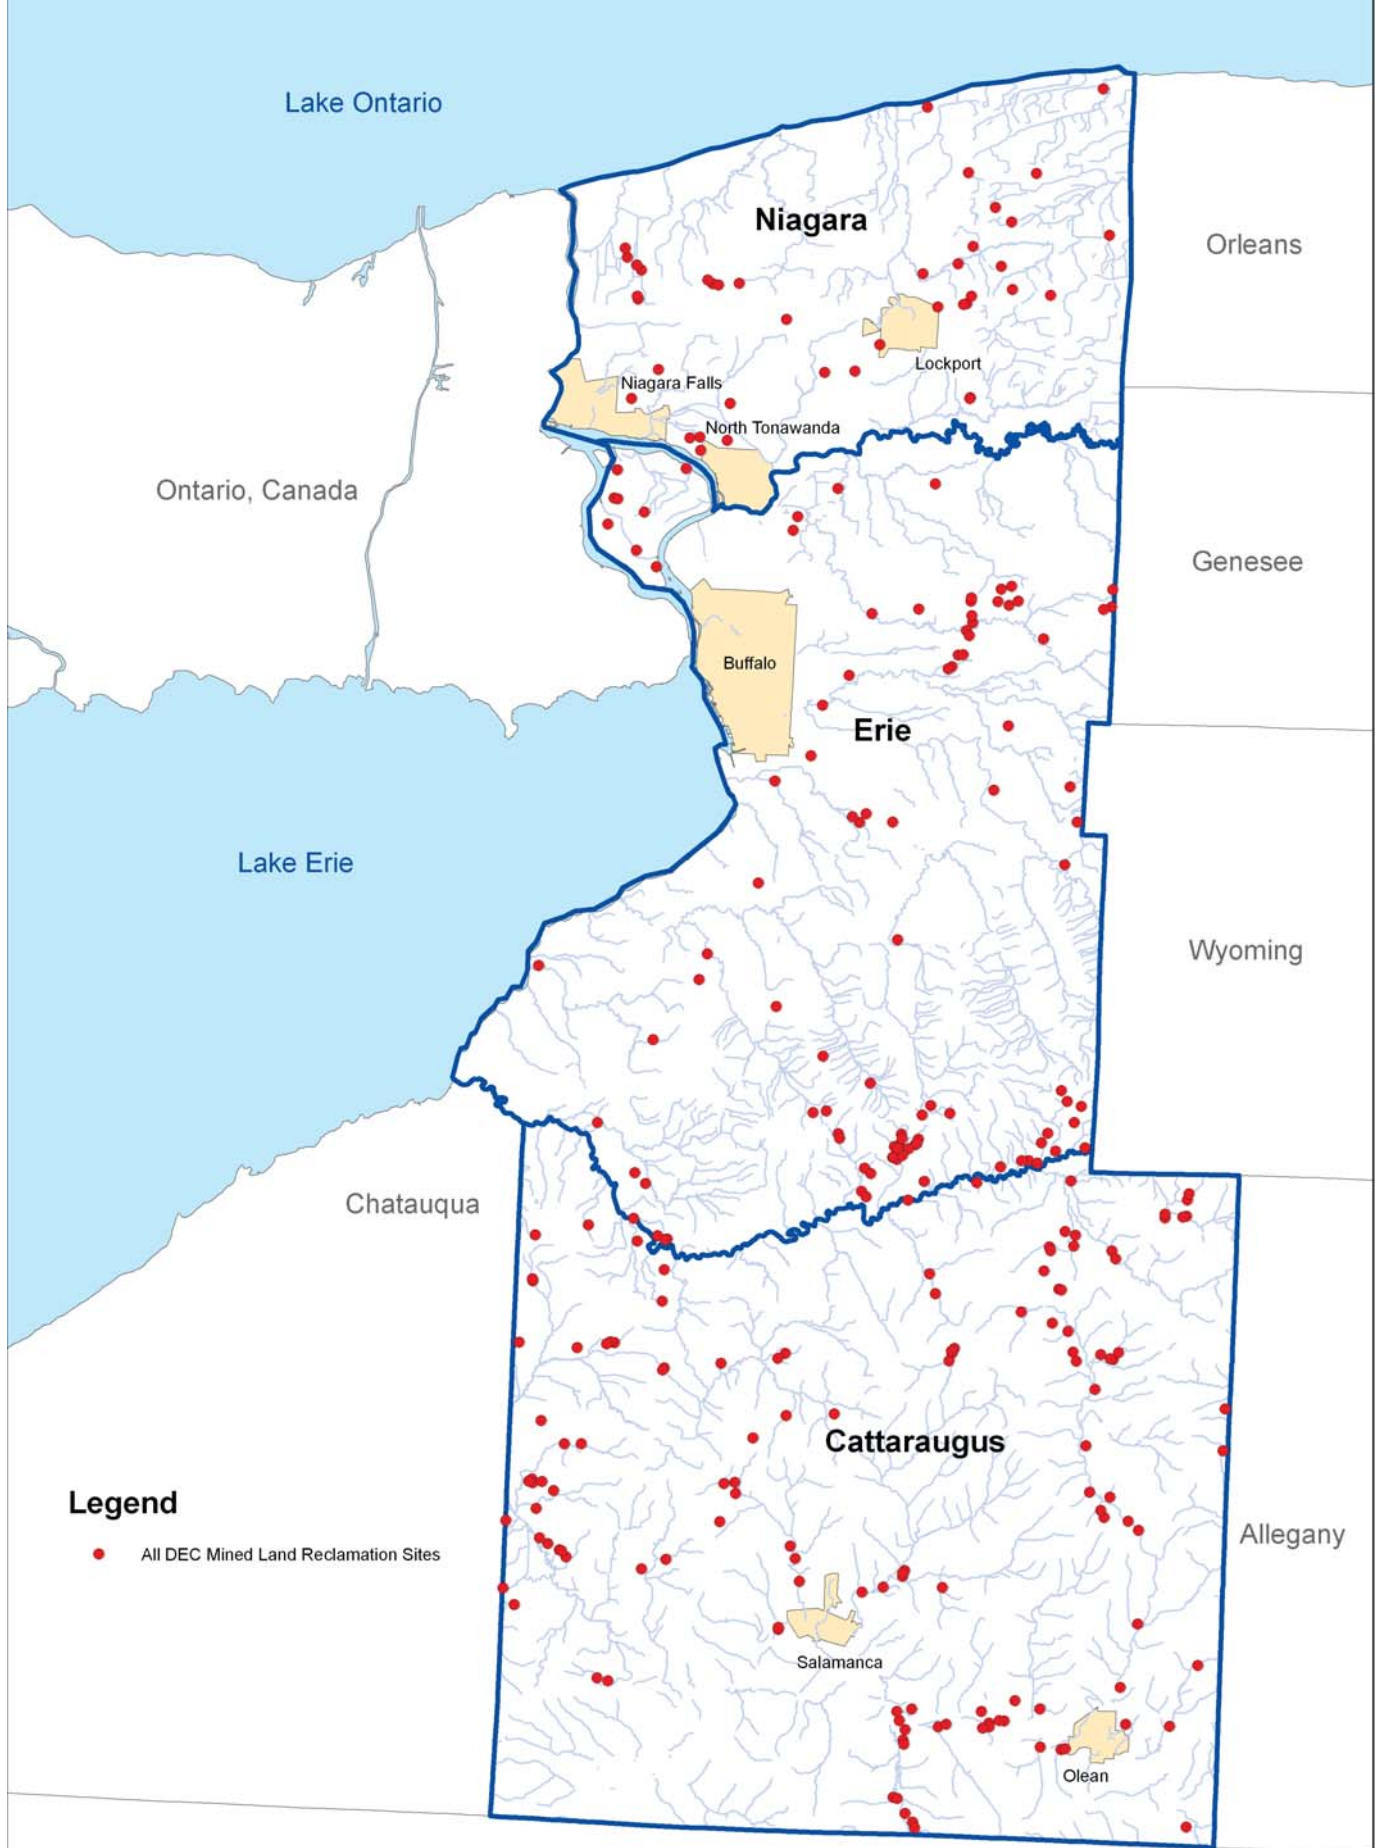 Lake Ontario
Niagara
Orleans
Lockport
Niagara Falls
North Tonawanda
Ontario, Canada
Genesee
Buffalo
Erie
Lake Erie
Wyoming
Chatauqua
Cattaraugus
Legend
All DEC Mined Land Reclamation Sites
Allegany
Salamanca
Olean